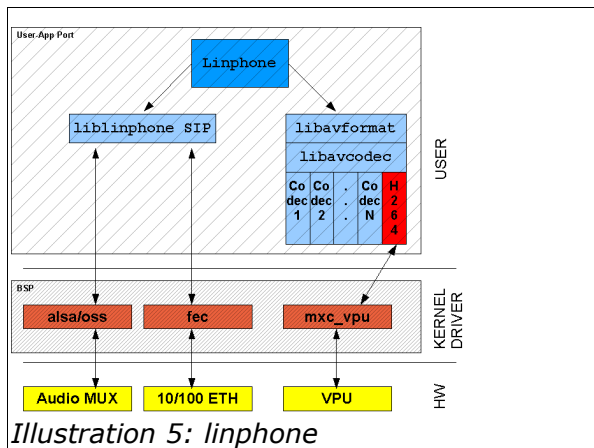 User-App Port
Linphone
liblinphone SIP
libavformat
libavcodec
Co
dec
1
Co
dec
2
.
.
.
Co
dec
N
H
2
6
4
USER
BSP
alsa/oss
fec
mxc_vpu
KERNEL
DRIVER
Audio MUX
10/100 ETH
VPU
HW
Illustration 5: linphone